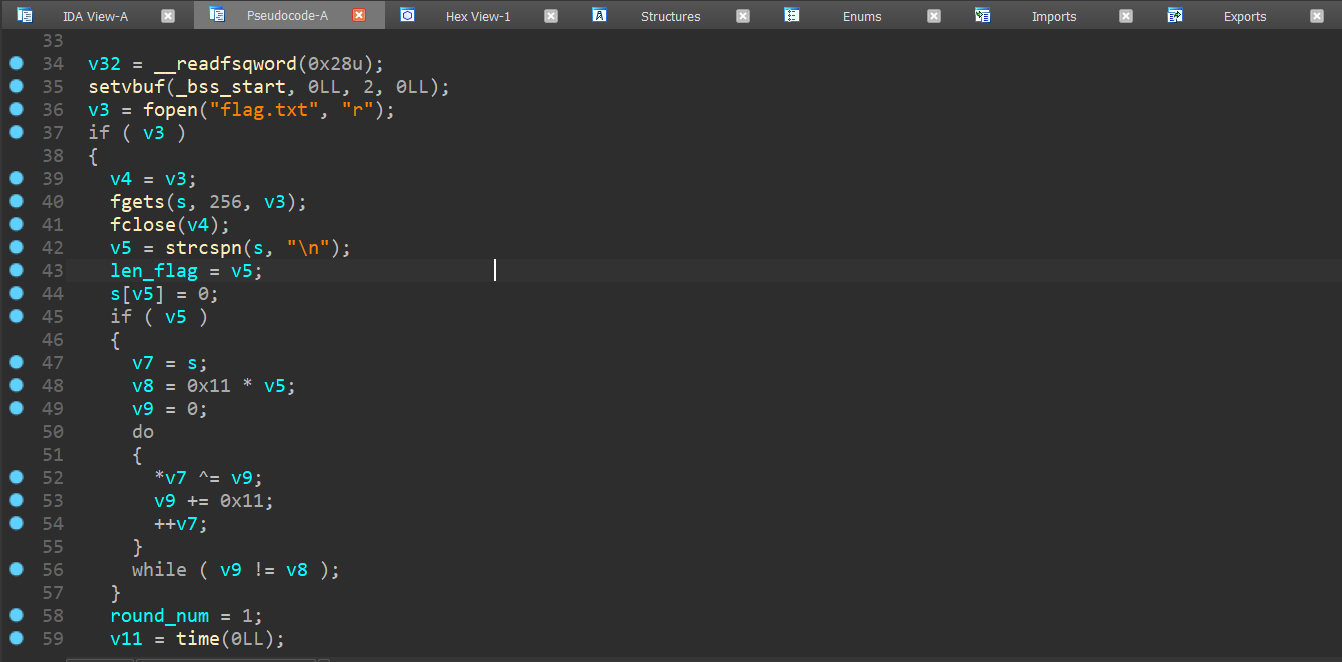 IDA View-A Pseudocode-A Hex View-1 Structures Enums Imports Exports
33
34 v32 = __readfsqword(0x28u);
35 setvbuf(_bss_start, 0LL, 2, 0LL);
36 v3 = fopen("flag.txt", "r");
37 if ( v3 )
38 {
39 v4 = v3;
40 fgets(s, 256, v3);
41 fclose(v4);
42 v5 = strcspn(s, "\n");
43 len_flag = v5;
44 s[v5] = 0;
45 if ( v5 )
46 {
47 v7 = s;
48 v8 = 0x11 * v5;
49 v9 = 0;
50 do
51 {
52 *v7 ^= v9;
53 v9 += 0x11;
54 ++v7;
55 }
56 while ( v9 != v8 );
57 }
58 round_num = 1;
59 v11 = time(0LL);